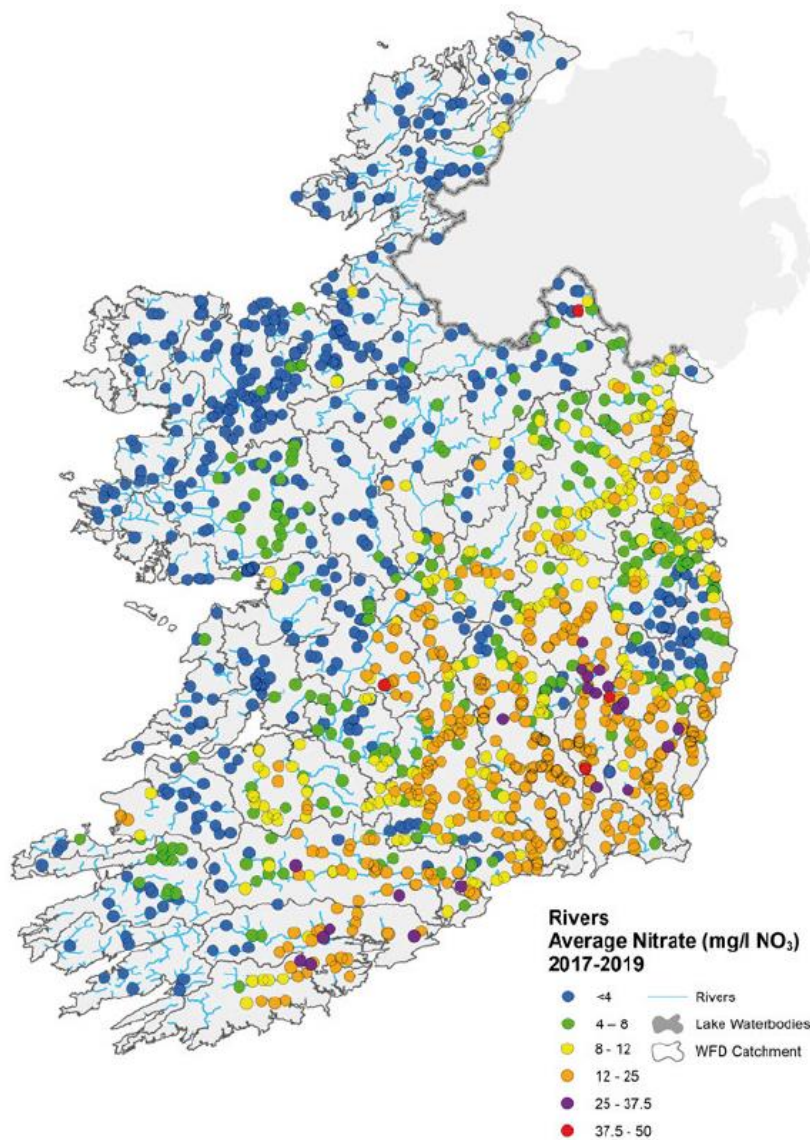 Rivers
Average Nitrate (mg/l NO₃)
2017-2019
<4
Rivers
4 – 8
Lake Waterbodies
8 - 12
WFD Catchment
12 - 25
25 - 37.5
37.5 - 50